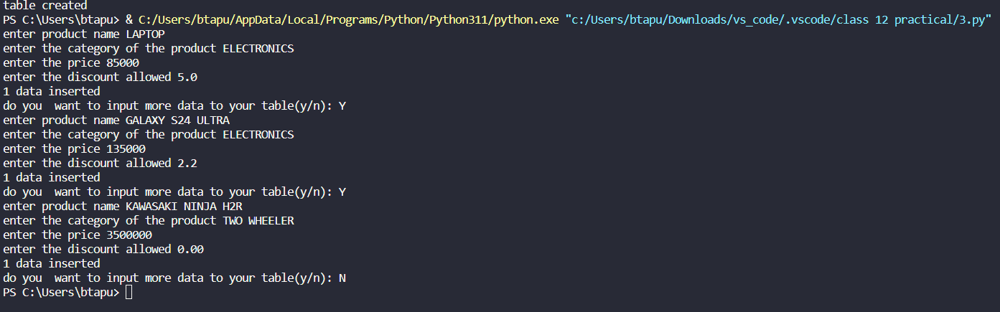 table created
PS C:\Users\btapu> & C:/Users/btapu/AppData/Local/Programs/Python/Python311/python.exe "c:/Users/btapu/Downloads/vs_code/.vscode/class 12 practical/3.py"
enter product name LAPTOP
enter the category of the product ELECTRONICS
enter the price 85000
enter the discount allowed 5.0
1 data inserted
do you  want to input more data to your table(y/n): Y
enter product name GALAXY S24 ULTRA
enter the category of the product ELECTRONICS
enter the price 135000
enter the discount allowed 2.2
1 data inserted
do you  want to input more data to your table(y/n): Y
enter product name KAWASAKI NINJA H2R
enter the category of the product TWO WHEELER
enter the price 3500000
enter the discount allowed 0.00
1 data inserted
do you  want to input more data to your table(y/n): N
PS C:\Users\btapu>